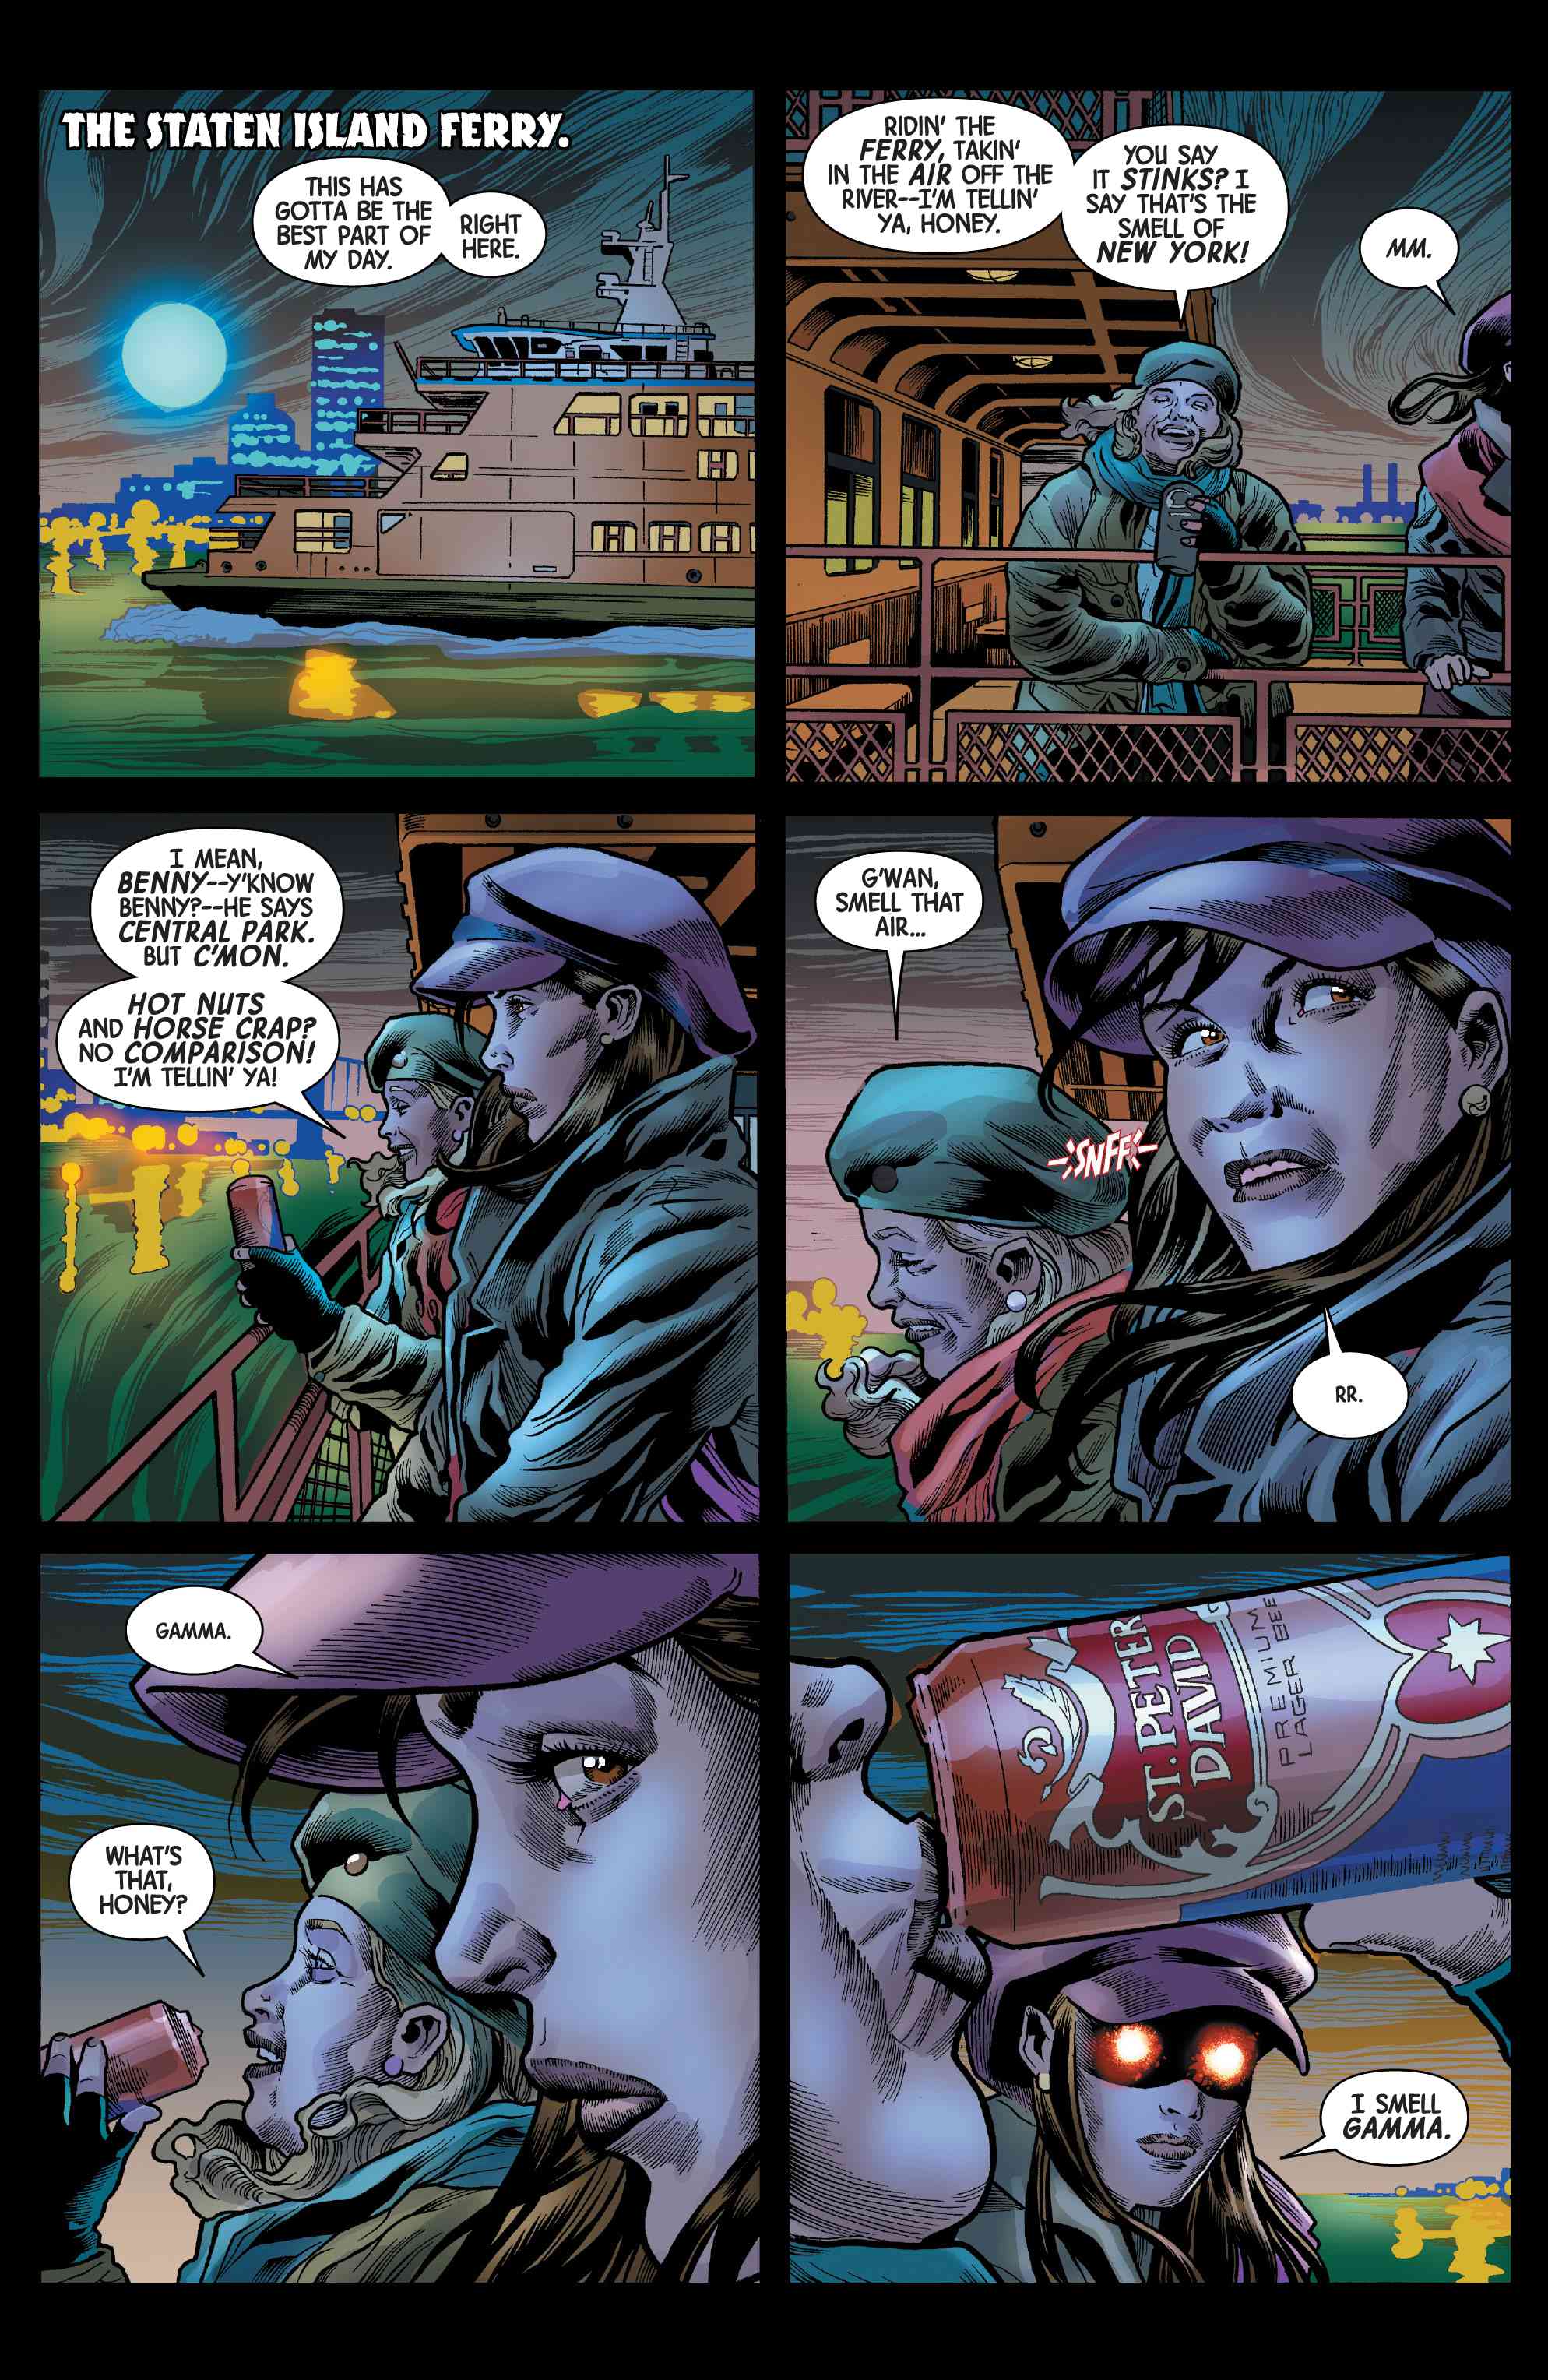 THE STATEN ISLAND FERRY.
THIS HAS
GOTTA BE THE
BEST PART OF
MY DAY.
RIGHT
HERE.
RIDIN' THE
FERRY, TAKIN'
IN THE AIR OFF THE
RIVER--I'M TELLIN'
YA, HONEY.
YOU SAY
IT STINKS? I
SAY THAT'S THE
SMELL OF
NEW YORK!
MM.
I MEAN,
BENNY--Y'KNOW
BENNY?--HE SAYS
CENTRAL PARK.
BUT C'MON.
HOT NUTS
AND HORSE CRAP?
NO COMPARISON!
I'M TELLIN' YA!
G'WAN,
SMELL THAT
AIR...
SNFF
RR.
GAMMA.
WHAT'S
THAT,
HONEY?
ST. PETER
DAVID
PREMIUM
LAGER BEE
I SMELL
GAMMA.